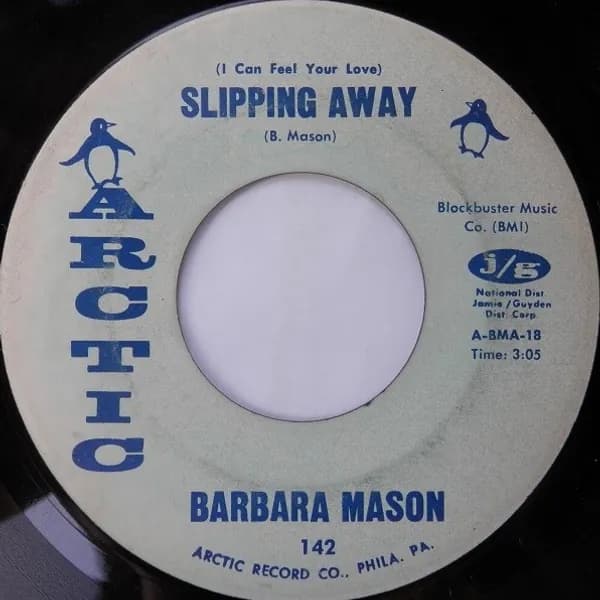 (I Can Feel Your Love)
SLIPPING AWAY
(B. Mason)
ARCTIC
Blockbuster Music
Co. (BMI)
j/g
National Dist.
Jamie/Guyden
Dist. Corp.
A-BMA-18
Time: 3:05
BARBARA MASON
142
ARCTIC RECORD CO., PHILA. PA.